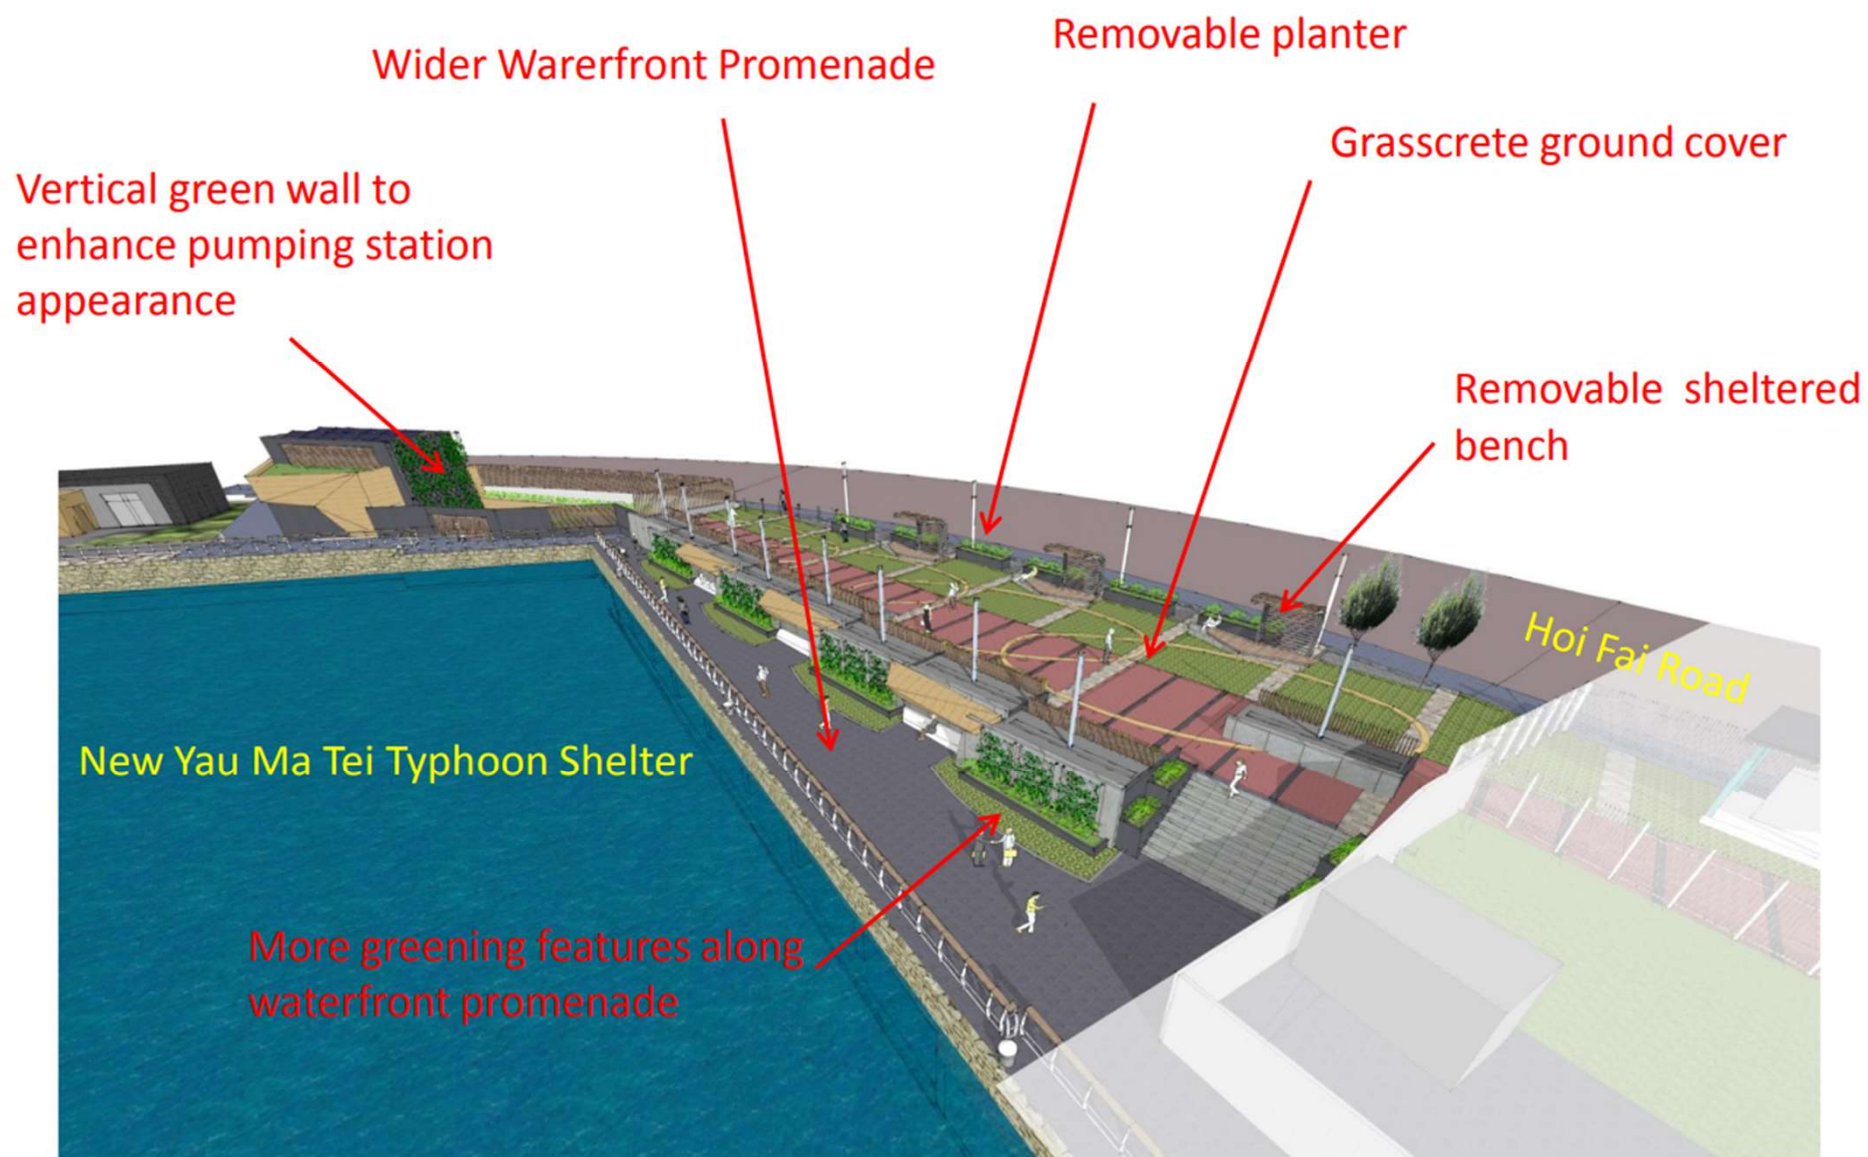 Removable planter
Wider Warerfront Promenade
Grasscrete ground cover
Vertical green wall to
enhance pumping station
appearance
Removable sheltered
bench
Hoi Fai Road
New Yau Ma Tei Typhoon Shelter
More greening features along
waterfront promenade